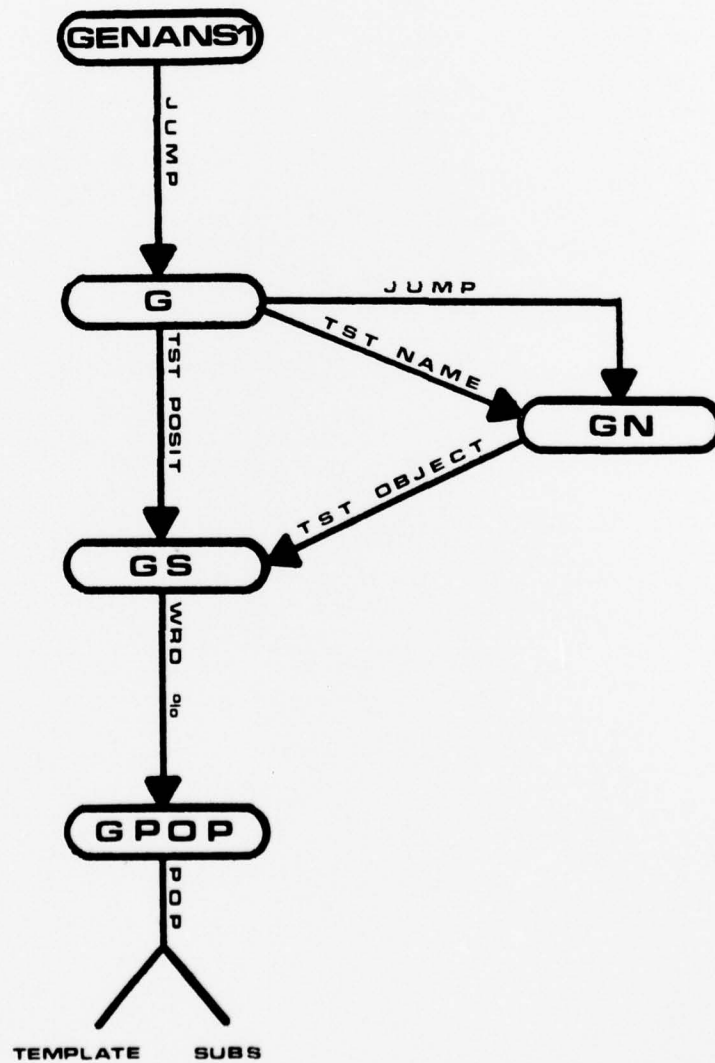 GENANS1
JUMP
G
JUMP
TST NAME
TST POSIT
GN
TST OBJECT
GS
WRD %
GPOP
POP
TEMPLATE SUBS